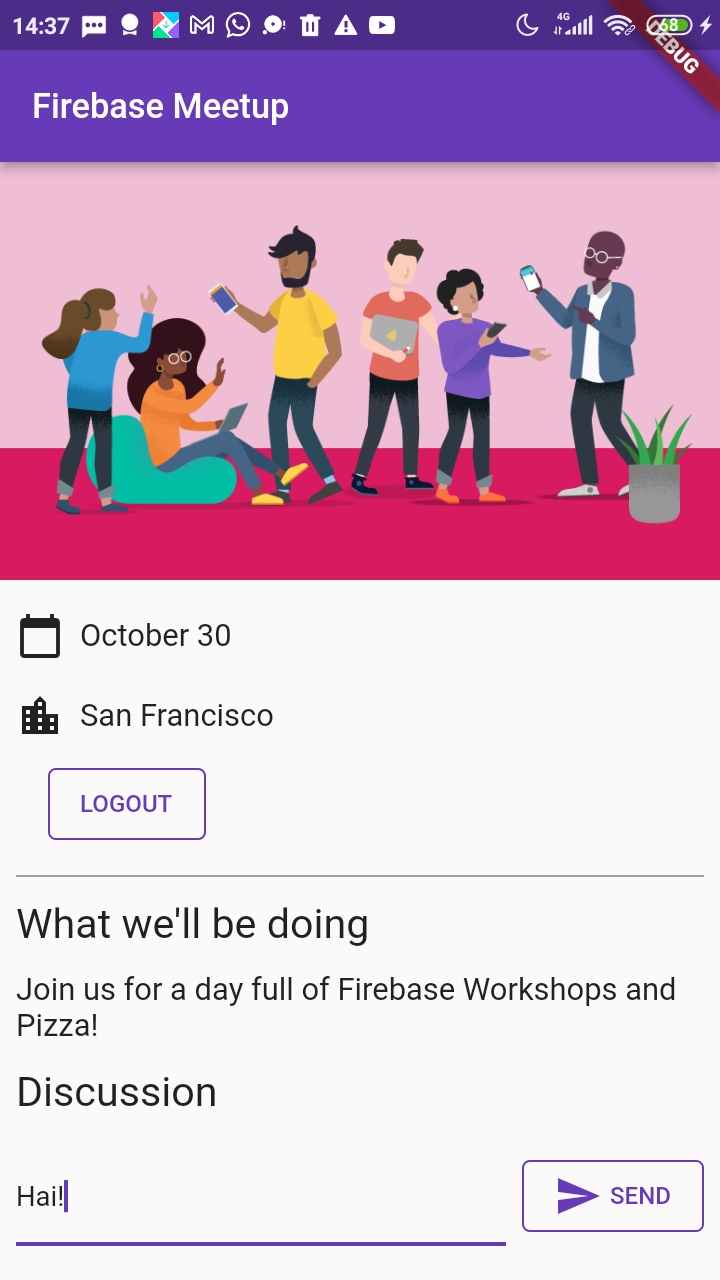 14:37
4G
68
DEBUG
Firebase Meetup
October 30
San Francisco
LOGOUT
What we'll be doing
Join us for a day full of Firebase Workshops and
Pizza!
Discussion
Hai!
SEND